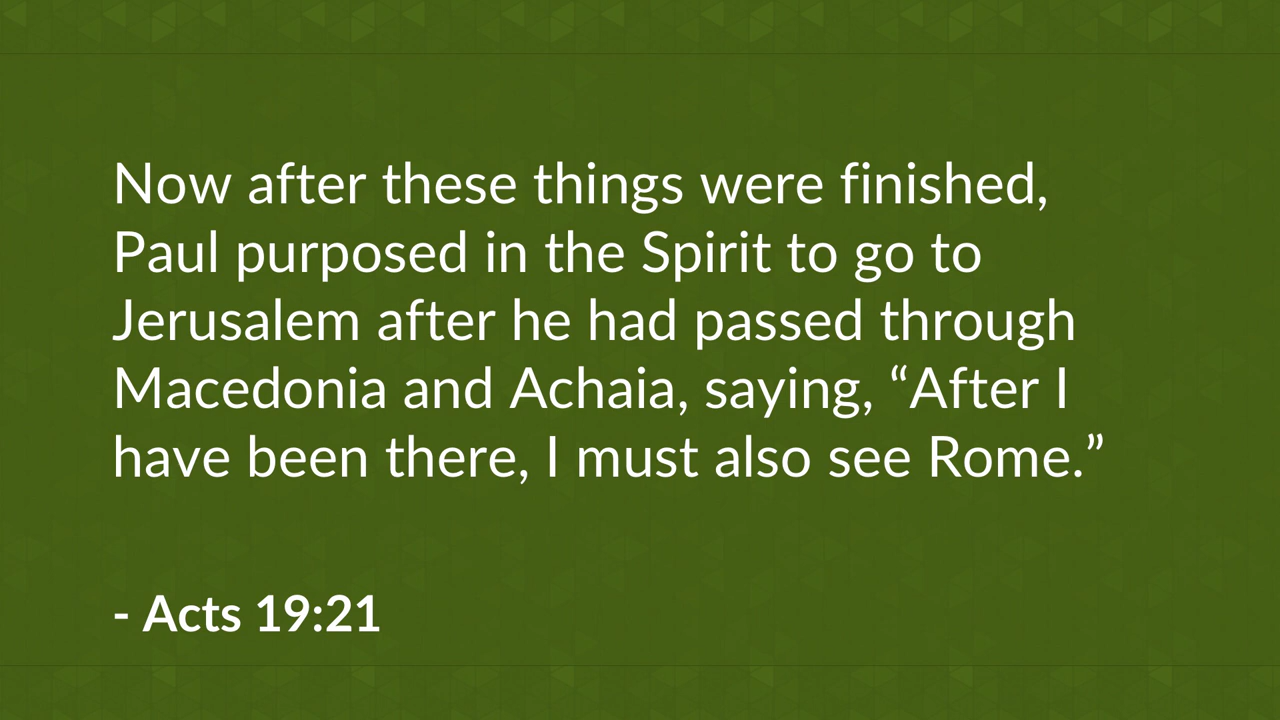 Now after these things were finished,
Paul purposed in the Spirit to go to
Jerusalem after he had passed through
Macedonia and Achaia, saying, “After I
have been there, I must also see Rome.”
- Acts 19:21